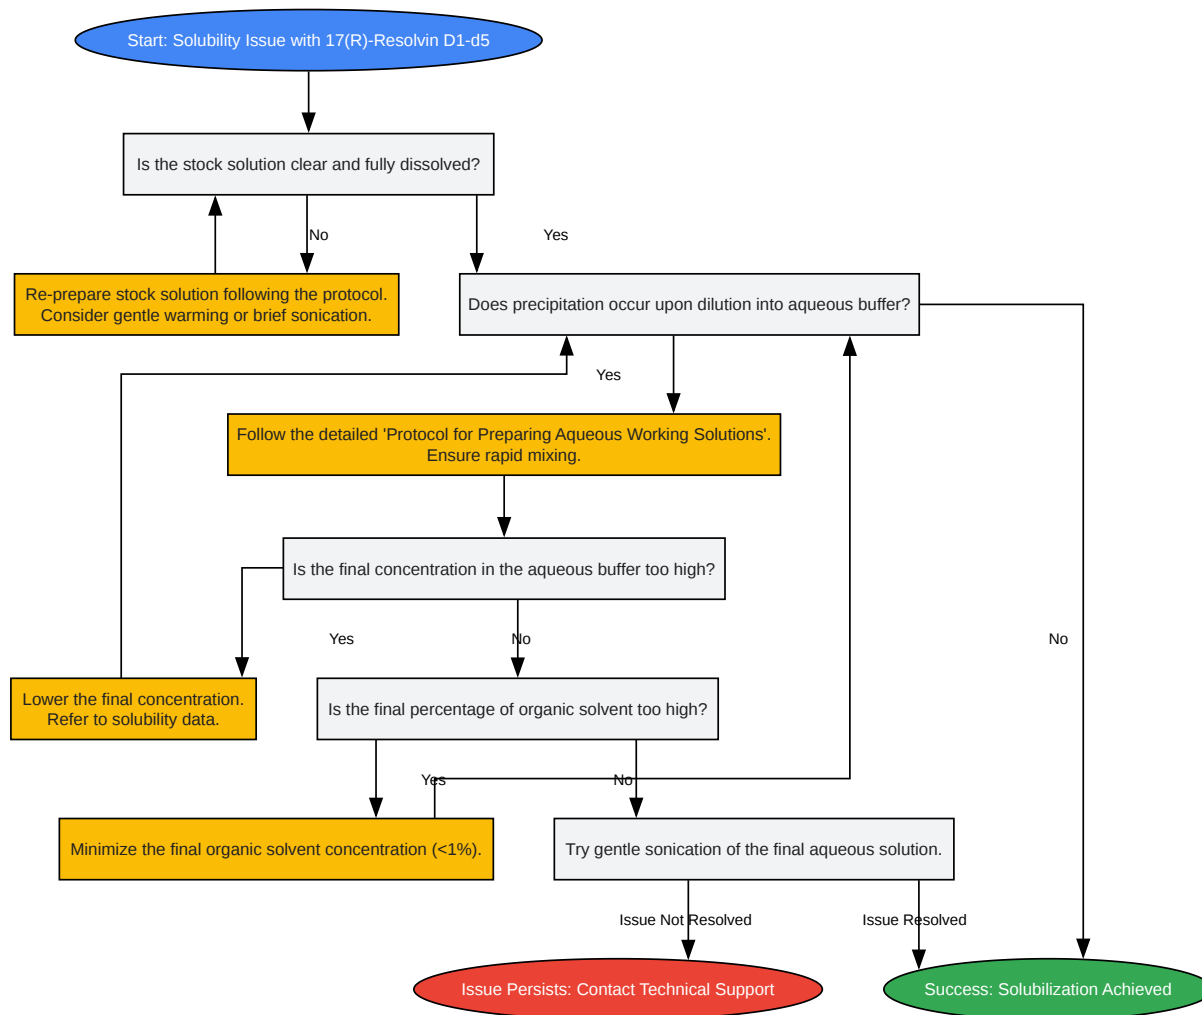 Start: Solubility Issue with 17(R)-Resolvin D1-d5
Is the stock solution clear and fully dissolved?
No
Yes
Re-prepare stock solution following the protocol.
Consider gentle warming or brief sonication.
Does precipitation occur upon dilution into aqueous buffer?
Yes
Follow the detailed 'Protocol for Preparing Aqueous Working Solutions'.
Ensure rapid mixing.
Is the final concentration in the aqueous buffer too high?
Yes
No
No
Lower the final concentration.
Refer to solubility data.
Is the final percentage of organic solvent too high?
Yes
No
Minimize the final organic solvent concentration (<1%).
Try gentle sonication of the final aqueous solution.
Issue Not Resolved
Issue Resolved
Issue Persists: Contact Technical Support
Success: Solubilization Achieved